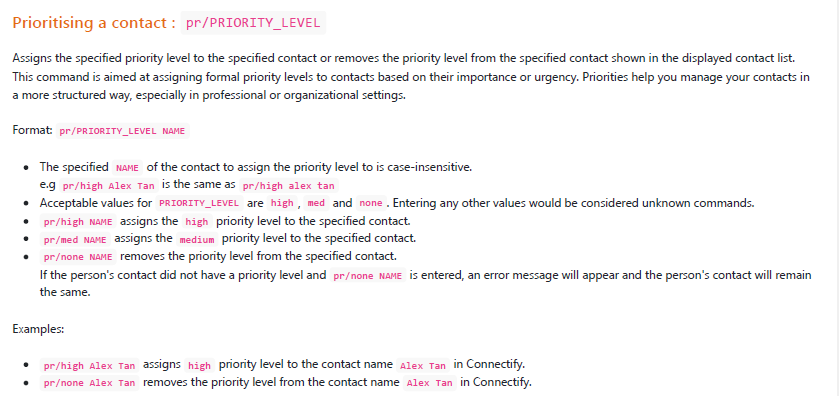 Prioritising a contact : pr/PRIORITY_LEVEL
Assigns the specified priority level to the specified contact or removes the priority level from the specified contact shown in the displayed contact list.
This command is aimed at assigning formal priority levels to contacts based on their importance or urgency. Priorities help you manage your contacts in
a more structured way, especially in professional or organizational settings.
Format: pr/PRIORITY_LEVEL NAME
• The specified NAME of the contact to assign the priority level to is case-insensitive.
e.g pr/high Alex Tan is the same as pr/high alex tan
• Acceptable values for PRIORITY_LEVEL are high , med and none . Entering any other values would be considered unknown commands.
• pr/high NAME assigns the high priority level to the specified contact.
• pr/med NAME assigns the medium priority level to the specified contact.
• pr/none NAME removes the priority level from the specified contact.
If the person's contact did not have a priority level and pr/none NAME is entered, an error message will appear and the person's contact will remain
the same.
Examples:
• pr/high Alex Tan assigns high priority level to the contact name Alex Tan in Connectify.
• pr/none Alex Tan removes the priority level from the contact name Alex Tan in Connectify.